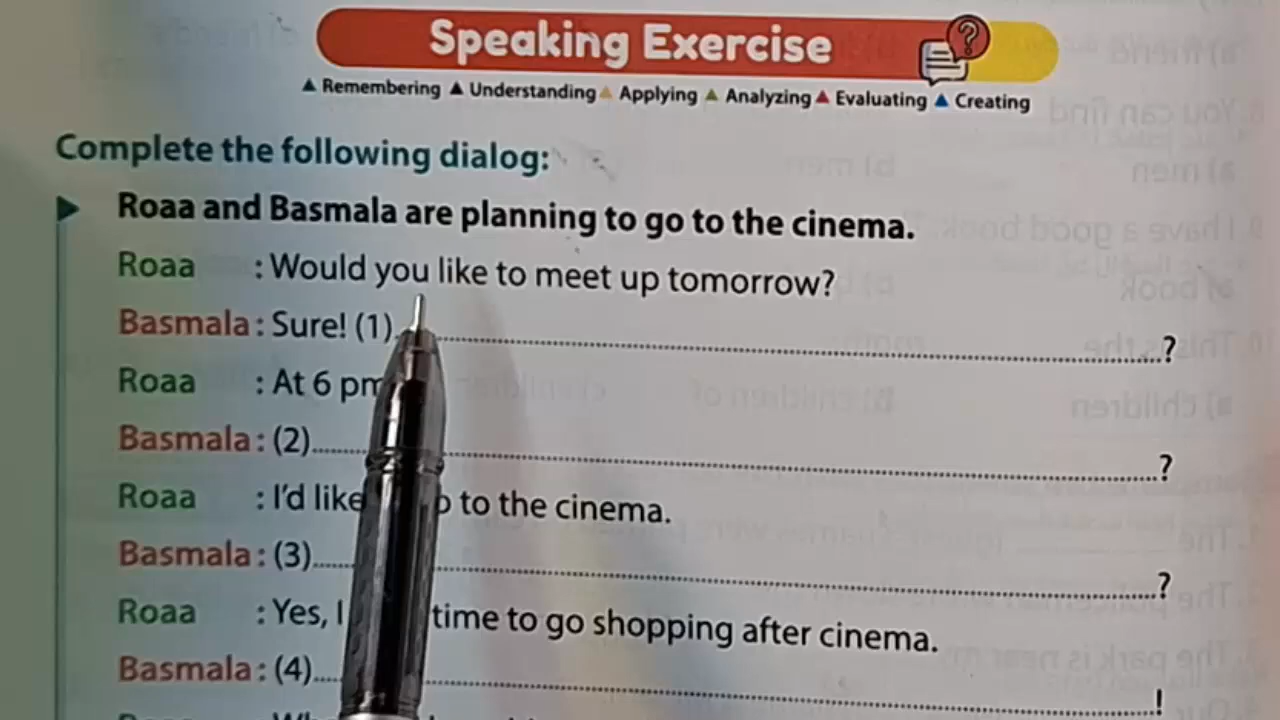 Speaking Exercise
Remembering Understanding Applying Analyzing Evaluating Creating
Complete the following dialog:
Roaa and Basmala are planning to go to the cinema.
Roaa : Would you like to meet up tomorrow?
Basmala : Sure! (1)..............................?
Roaa : At 6 pm
Basmala : (2)..............................?
Roaa : I'd like to the cinema.
Basmala : (3)..............................?
Roaa : Yes, I time to go shopping after cinema.
Basmala : (4)..............................!